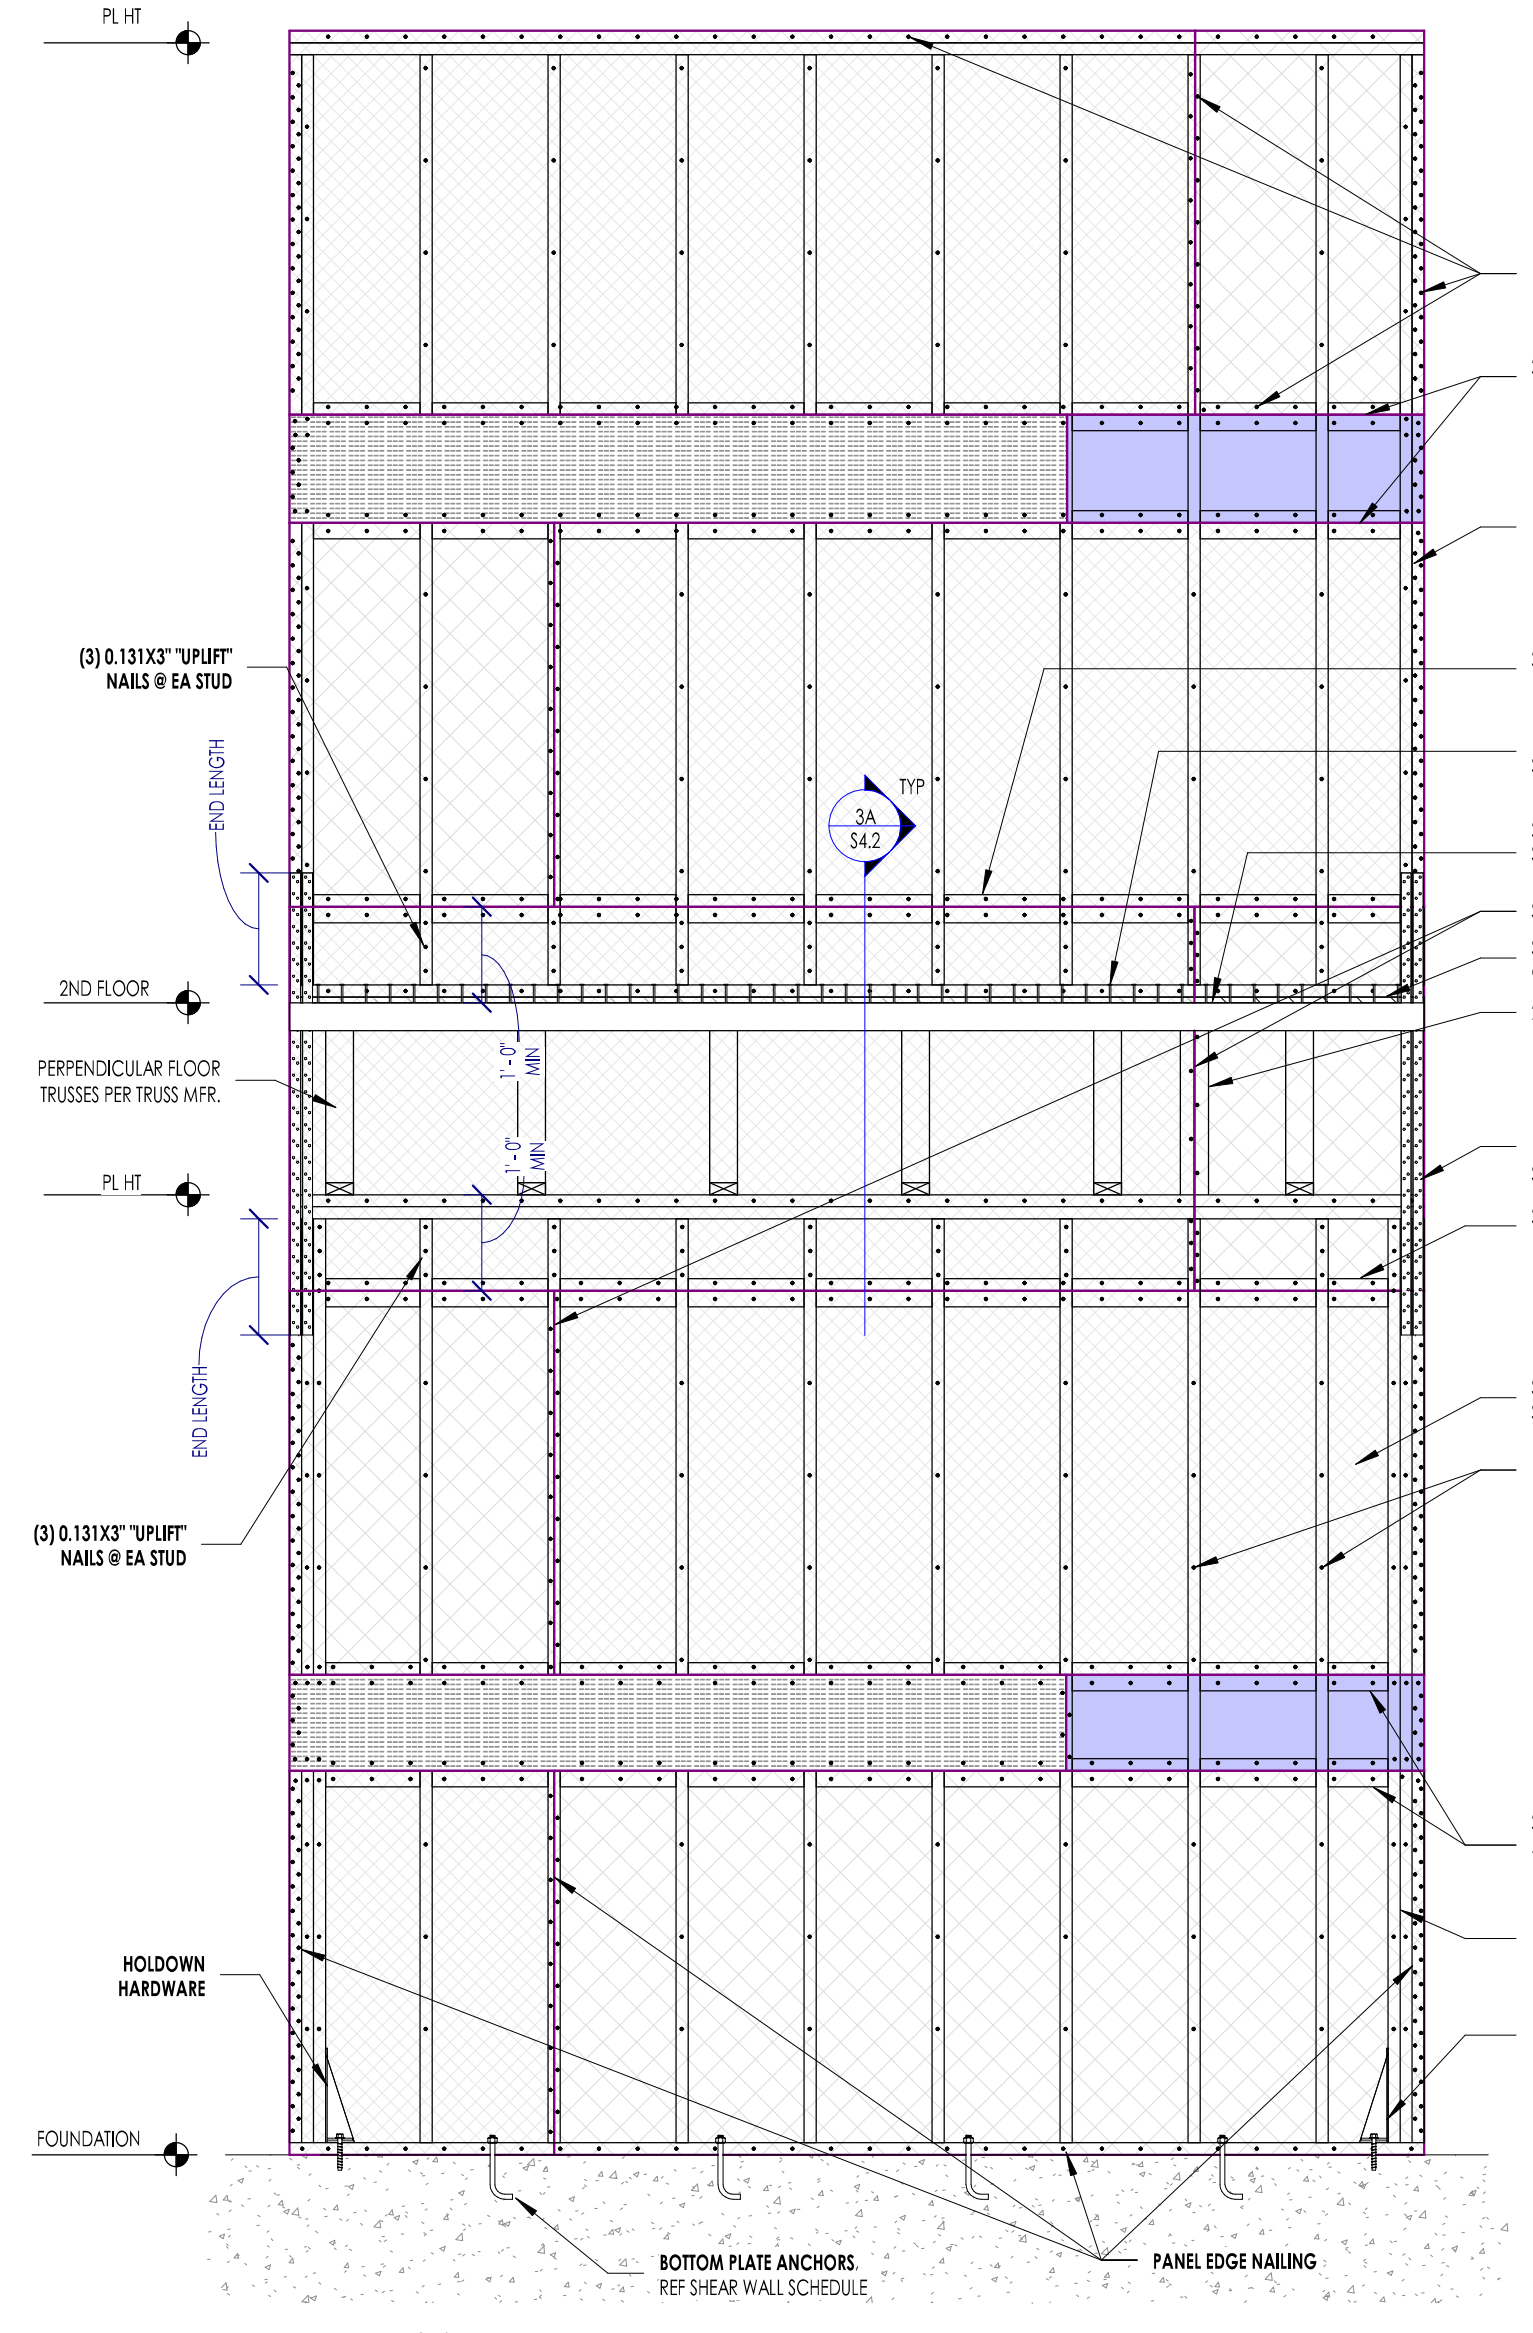 PL HT
(3) 0.131X3" "UPLIFT"
NAILS @ EA STUD
END LENGTH
TYP
3A
S4.2
2ND FLOOR
1' - 0"
MIN
PERPENDICULAR FLOOR
TRUSSES PER TRUSS MFR.
1' - 0"
MIN
PL HT
END LENGTH
(3) 0.131X3" "UPLIFT"
NAILS @ EA STUD
HOLDOWN
HARDWARE
FOUNDATION
BOTTOM PLATE ANCHORS,
REF SHEAR WALL SCHEDULE
PANEL EDGE NAILING